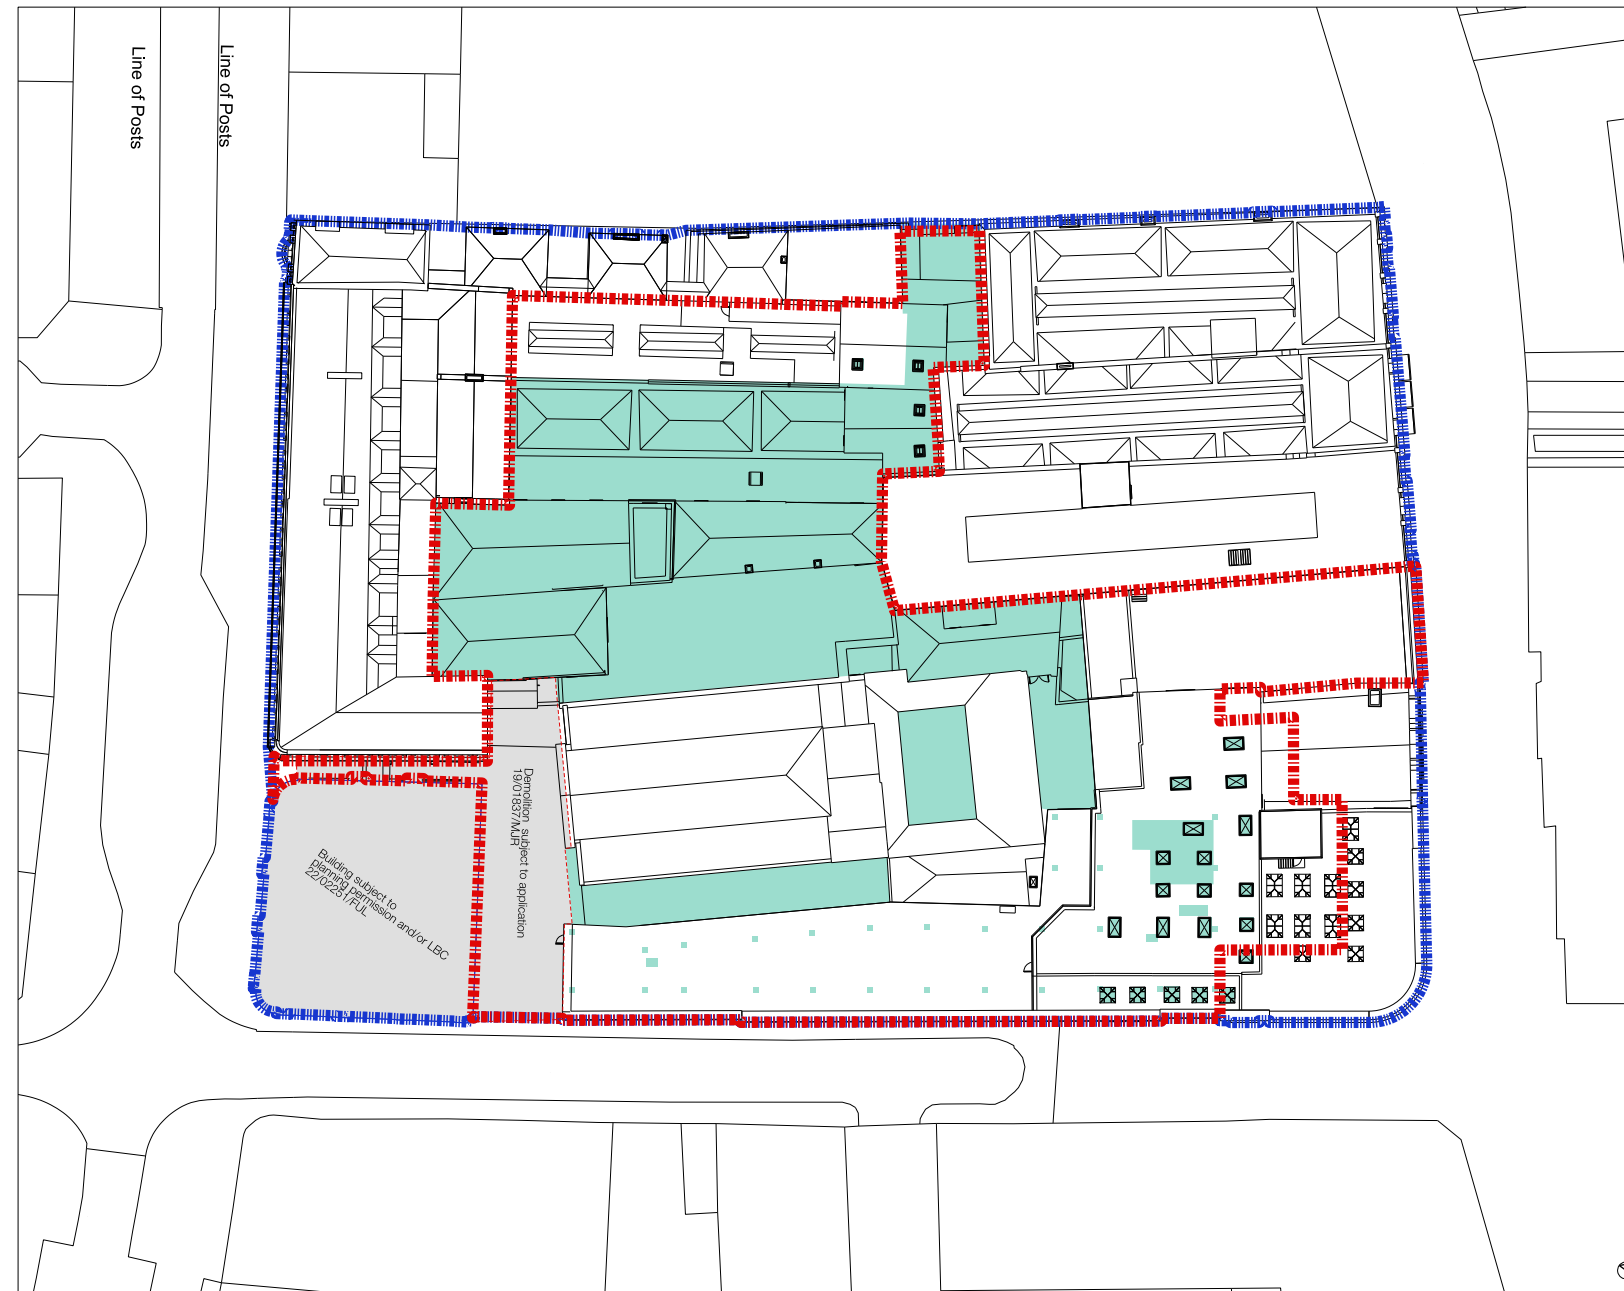 Line of Posts
Line of Posts
Demolition subject to application
19/01837/MJR
Building subject to
planning permission and/or LBC
22/02251/FUL